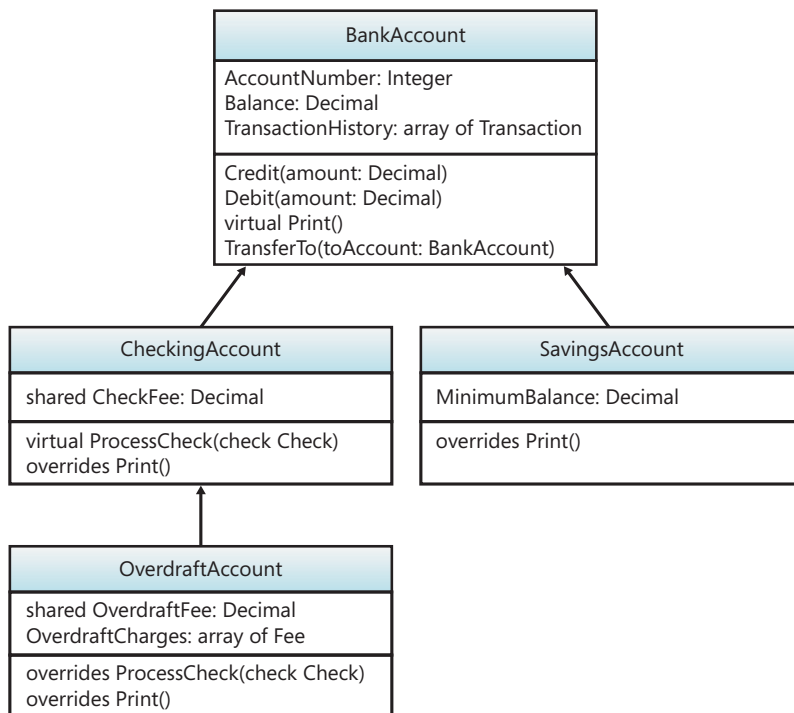 BankAccount
AccountNumber: Integer
Balance: Decimal
TransactionHistory: array of Transaction
Credit(amount: Decimal)
Debit(amount: Decimal)
virtual Print()
TransferTo(toAccount: BankAccount)
CheckingAccount
shared CheckFee: Decimal
virtual ProcessCheck(check Check)
overrides Print()
SavingsAccount
MinimumBalance: Decimal
overrides Print()
OverdraftAccount
shared OverdraftFee: Decimal
OverdraftCharges: array of Fee
overrides ProcessCheck(check Check)
overrides Print()